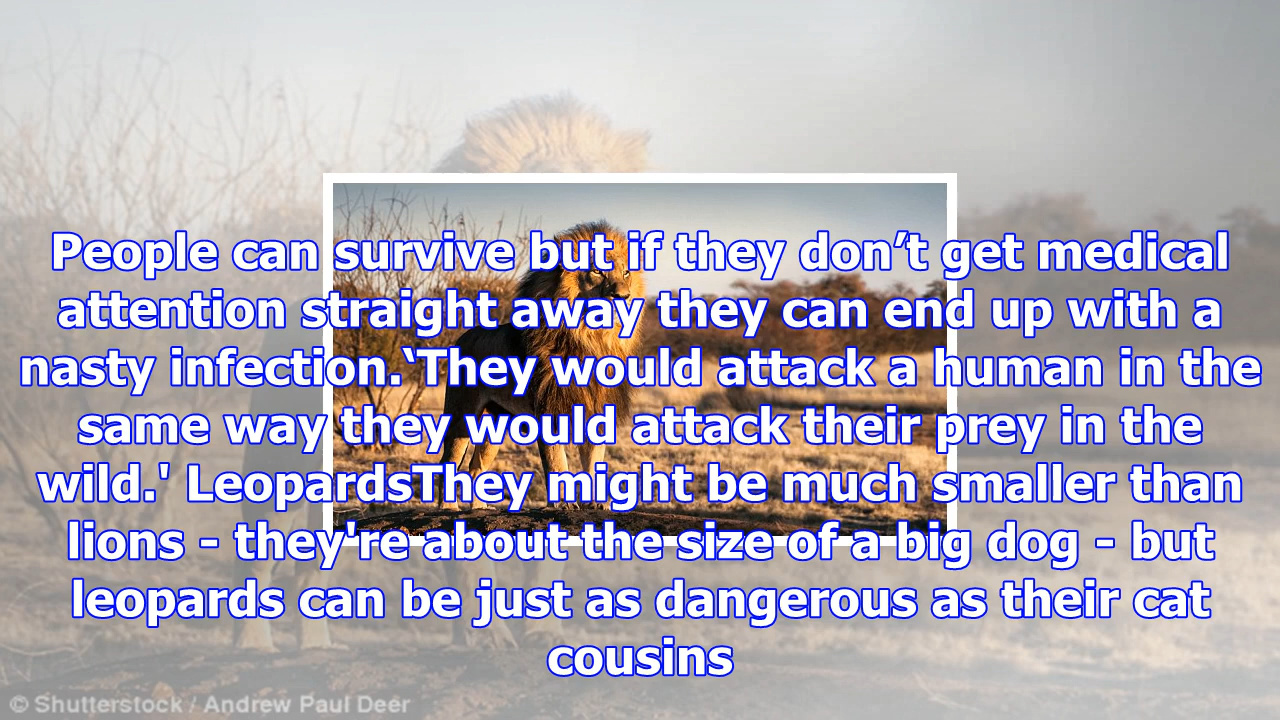 People can survive but if they don’t get medical
attention straight away they can end up with a
nasty infection.‘They would attack a human in the
same way they would attack their prey in the
wild.' LeopardsThey might be much smaller than
lions - they're about the size of a big dog - but
leopards can be just as dangerous as their cat
cousins
© Shutterstock / Andrew Paul Deer